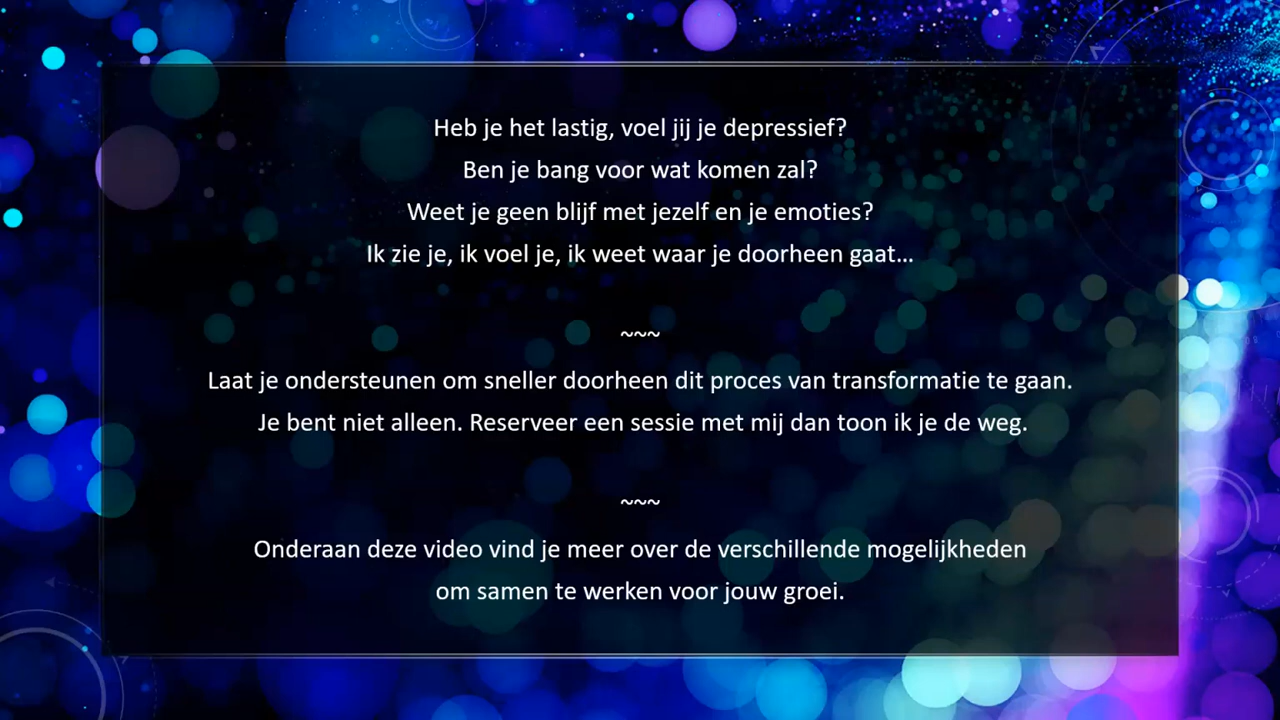 Heb je het lastig, voel jij je depressief?
Ben je bang voor wat komen zal?
Weet je geen blijf met jezelf en je emoties?
Ik zie je, ik voel je, ik weet waar je doorheen gaat...
~~~
Laat je ondersteunen om sneller doorheen dit proces van transformatie te gaan.
Je bent niet alleen. Reserveer een sessie met mij dan toon ik je de weg.
~~~
Onderaan deze video vind je meer over de verschillende mogelijkheden
om samen te werken voor jouw groei.